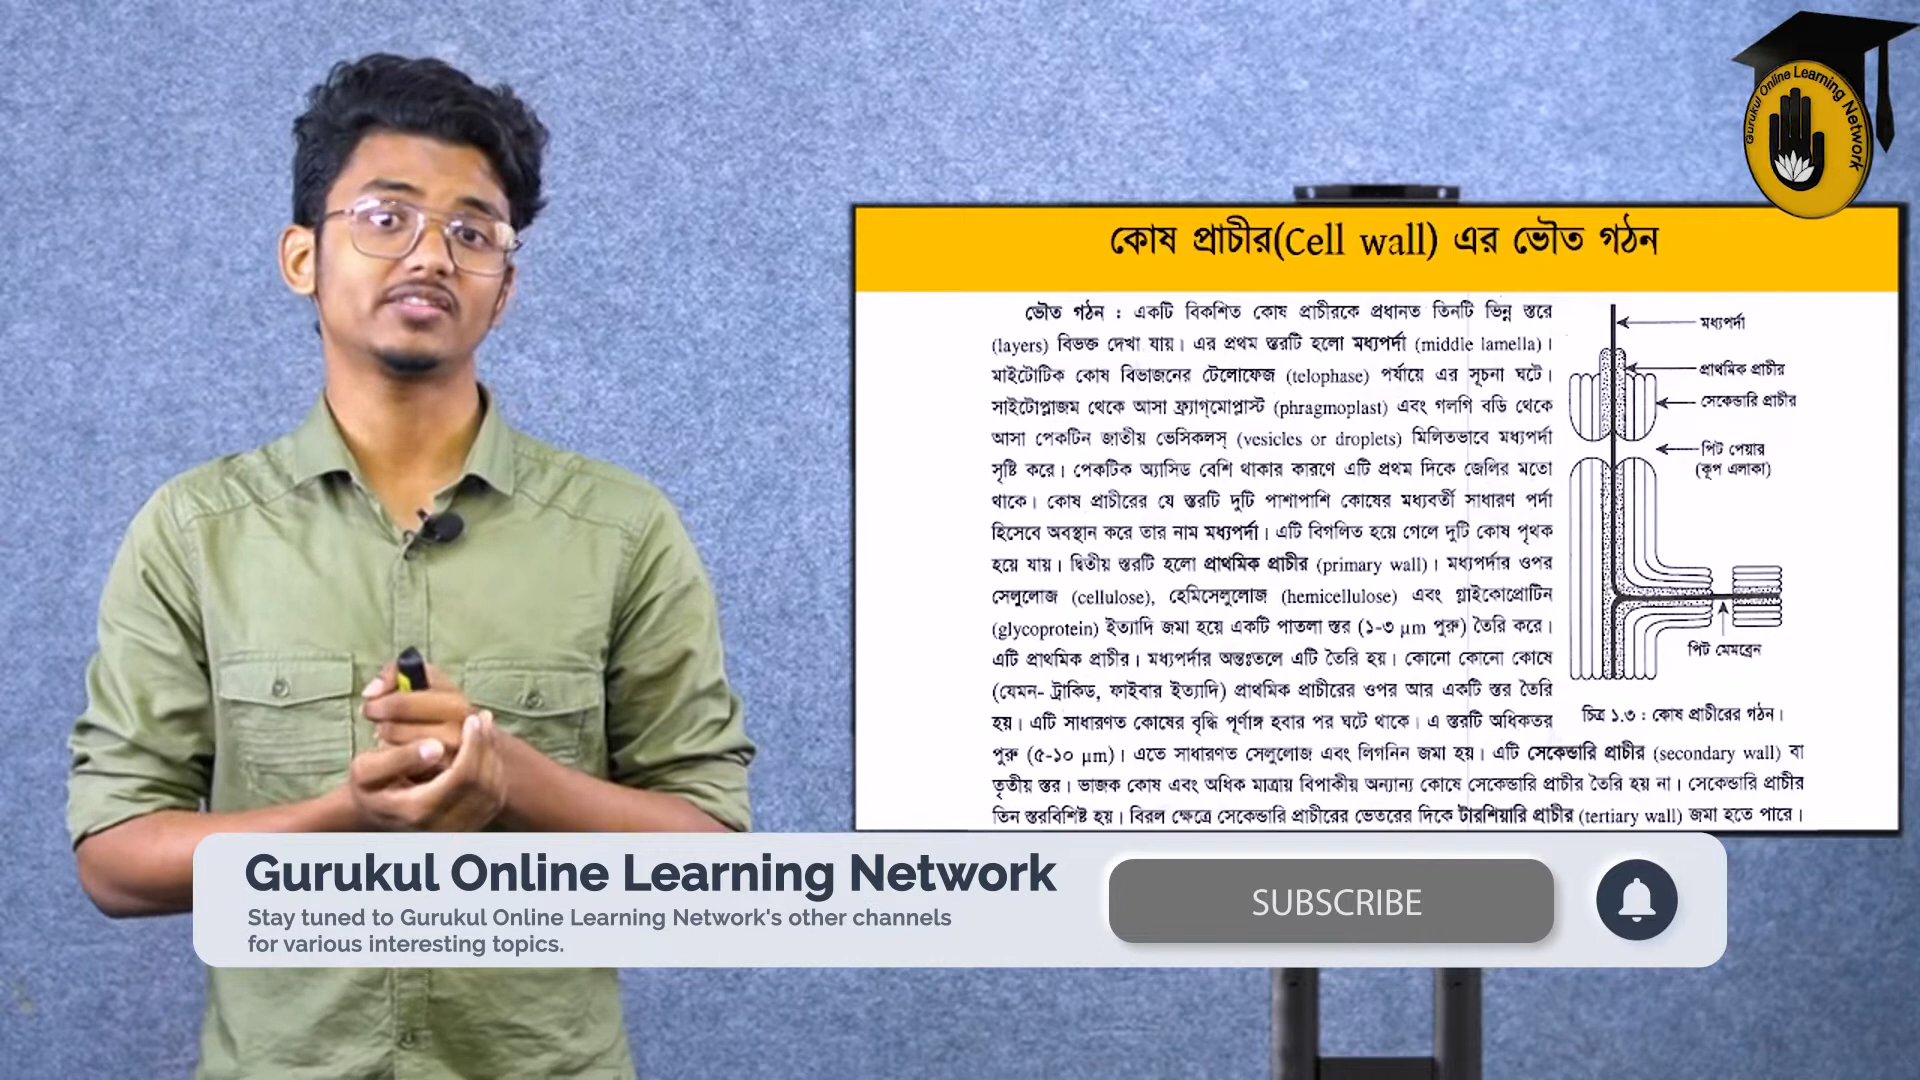 Gurukul Online Learning Network
কোষ প্রাচীর(Cell wall) এর ভৌত গঠন
ভৌত গঠন : একটি বিকশিত কোষ প্রাচীরকে প্রধানত তিনটি ভিন্ন স্তরে
(layers) বিভক্ত দেখা যায়। এর প্রথম স্তরটি হলো মধ্যপর্দা (middle lamella)।
মাইটোটিক কোষ বিভাজনের টেলোফেজ (telophase) পর্যায়ে এর সূচনা ঘটে।
সাইটোপ্লাজম থেকে আসা ফ্র্যাগ্‌মোপ্লাস্ট (phragmoplast) এবং গলগি বডি থেকে
আসা পেকটিন জাতীয় ভেসিকলস্ (vesicles or droplets) মিলিতভাবে মধ্যপর্দা
সৃষ্টি করে। পেকটিক অ্যাসিড বেশি থাকার কারণে এটি প্রথম দিকে জেলির মতো
থাকে। কোষ প্রাচীরের যে স্তরটি দুটি পাশাপাশি কোষের মধ্যবর্তী সাধারণ পর্দা
হিসেবে অবস্থান করে তার নাম মধ্যপর্দা। এটি বিগলিত হয়ে গেলে দুটি কোষ পৃথক
হয়ে যায়। দ্বিতীয় স্তরটি হলো প্রাথমিক প্রাচীর (primary wall)। মধ্যপর্দার ওপর
সেলুলোজ (cellulose), হেমিসেলুলোজ (hemicellulose) এবং গ্লাইকোপ্রোটিন
(glycoprotein) ইত্যাদি জমা হয়ে একটি পাতলা স্তর (১-৩ μm পুরু) তৈরি করে।
এটি প্রাথমিক প্রাচীর। মধ্যপর্দার অন্তঃতলে এটি তৈরি হয়। কোনো কোনো কোষে
(যেমন- ট্রাকিড, ফাইবার ইত্যাদি) প্রাথমিক প্রাচীরের ওপর আর একটি স্তর তৈরি
হয়। এটি সাধারণত কোষের বৃদ্ধি পূর্ণাঙ্গ হবার পর ঘটে থাকে। এ স্তরটি অধিকতর
পুরু (৫-১০ μm)। এতে সাধারণত সেলুলোজ এবং লিগনিন জমা হয়। এটি সেকেন্ডারি প্রাচীর (secondary wall) বা
তৃতীয় স্তর। ভাজক কোষ এবং অধিক মাত্রায় বিপাকীয় অন্যান্য কোষে সেকেন্ডারি প্রাচীর তৈরি হয় না। সেকেন্ডারি প্রাচীর
তিন স্তরবিশিষ্ট হয়। বিরল ক্ষেত্রে সেকেন্ডারি প্রাচীরের ভেতরের দিকে টারশিয়ারি প্রাচীর (tertiary wall) জমা হতে পারে।
মধ্যপর্দা
প্রাথমিক প্রাচীর
সেকেন্ডারি প্রাচীর
পিট পেয়ার
(কূপ এলাকা)
পিট মেমব্রেন
চিত্র ১.৩ : কোষ প্রাচীরের গঠন।
Gurukul Online Learning Network
Stay tuned to Gurukul Online Learning Network's other channels
for various interesting topics.
SUBSCRIBE